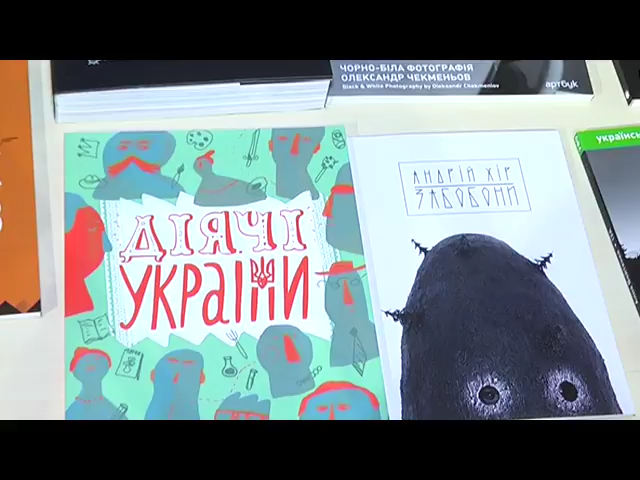 ЧОРНО-БІЛА ФОТОГРАФІЯ
ОЛЕКСАНДР ЧЕКМЕНЬОВ
Black & White Photography by Oleksandr Chekmeniov
артбук
українсь
ДІЯЧІ
УКРАЇНИ
АНДРІЙ ХІР
ЗАБОБОНИ